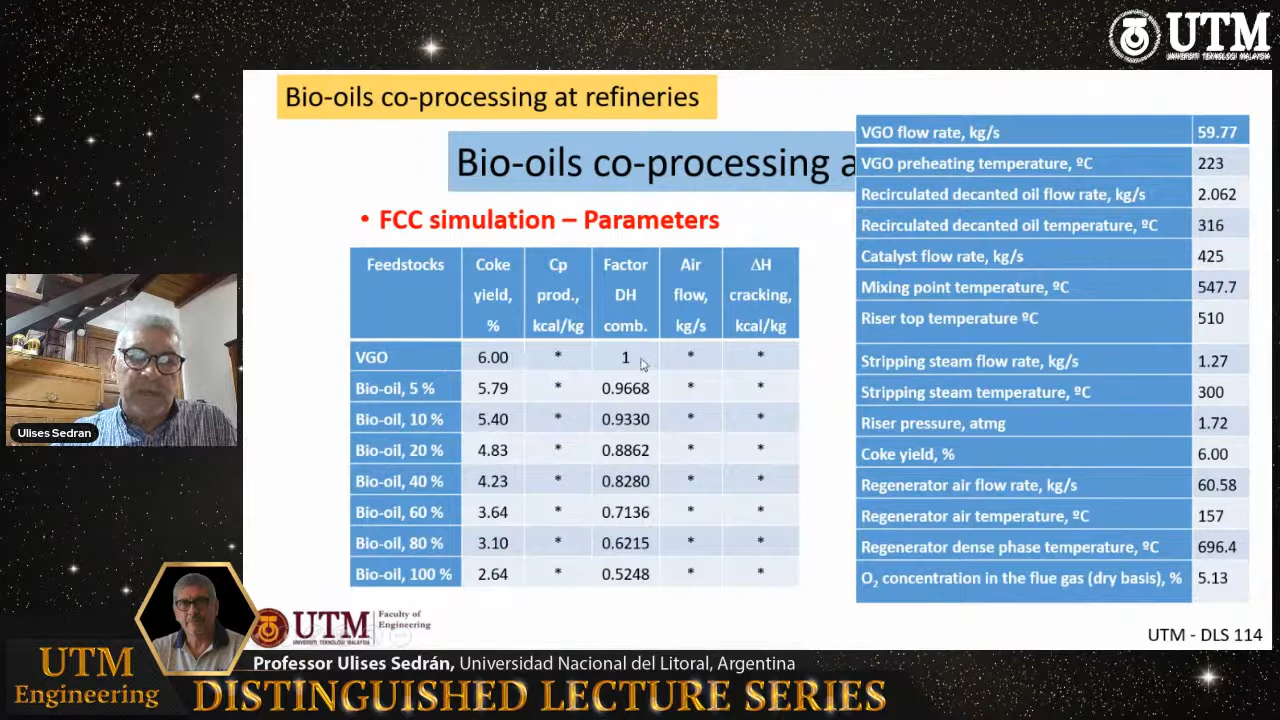 UTM
UNIVERSITI TEKNOLOGI MALAYSIA
Bio-oils co-processing at refineries
Bio-oils co-processing a
• FCC simulation – Parameters
Feedstocks Coke yield, % Cp prod., kcal/kg Factor DH comb. Air flow, kg/s ΔH cracking, kcal/kg
VGO 6.00 * 1 * *
Bio-oil, 5 % 5.79 * 0.9668 * *
Bio-oil, 10 % 5.40 * 0.9330 * *
Bio-oil, 20 % 4.83 * 0.8862 * *
Bio-oil, 40 % 4.23 * 0.8280 * *
Bio-oil, 60 % 3.64 * 0.7136 * *
Bio-oil, 80 % 3.10 * 0.6215 * *
Bio-oil, 100 % 2.64 * 0.5248 * *
VGO flow rate, kg/s 59.77
VGO preheating temperature, ºC 223
Recirculated decanted oil flow rate, kg/s 2.062
Recirculated decanted oil temperature, ºC 316
Catalyst flow rate, kg/s 425
Mixing point temperature, ºC 547.7
Riser top temperature ºC 510
Stripping steam flow rate, kg/s 1.27
Stripping steam temperature, ºC 300
Riser pressure, atmg 1.72
Coke yield, % 6.00
Regenerator air flow rate, kg/s 60.58
Regenerator air temperature, ºC 157
Regenerator dense phase temperature, ºC 696.4
O₂ concentration in the flue gas (dry basis), % 5.13
Ulises Sedran
UTM
UNIVERSITI TEKNOLOGI MALAYSIA
Faculty of
Engineering
UTM - DLS 114
UTM
Engineering
Professor Ulises Sedrán, Universidad Nacional del Litoral, Argentina
DISTINGUISHED LECTURE SERIES